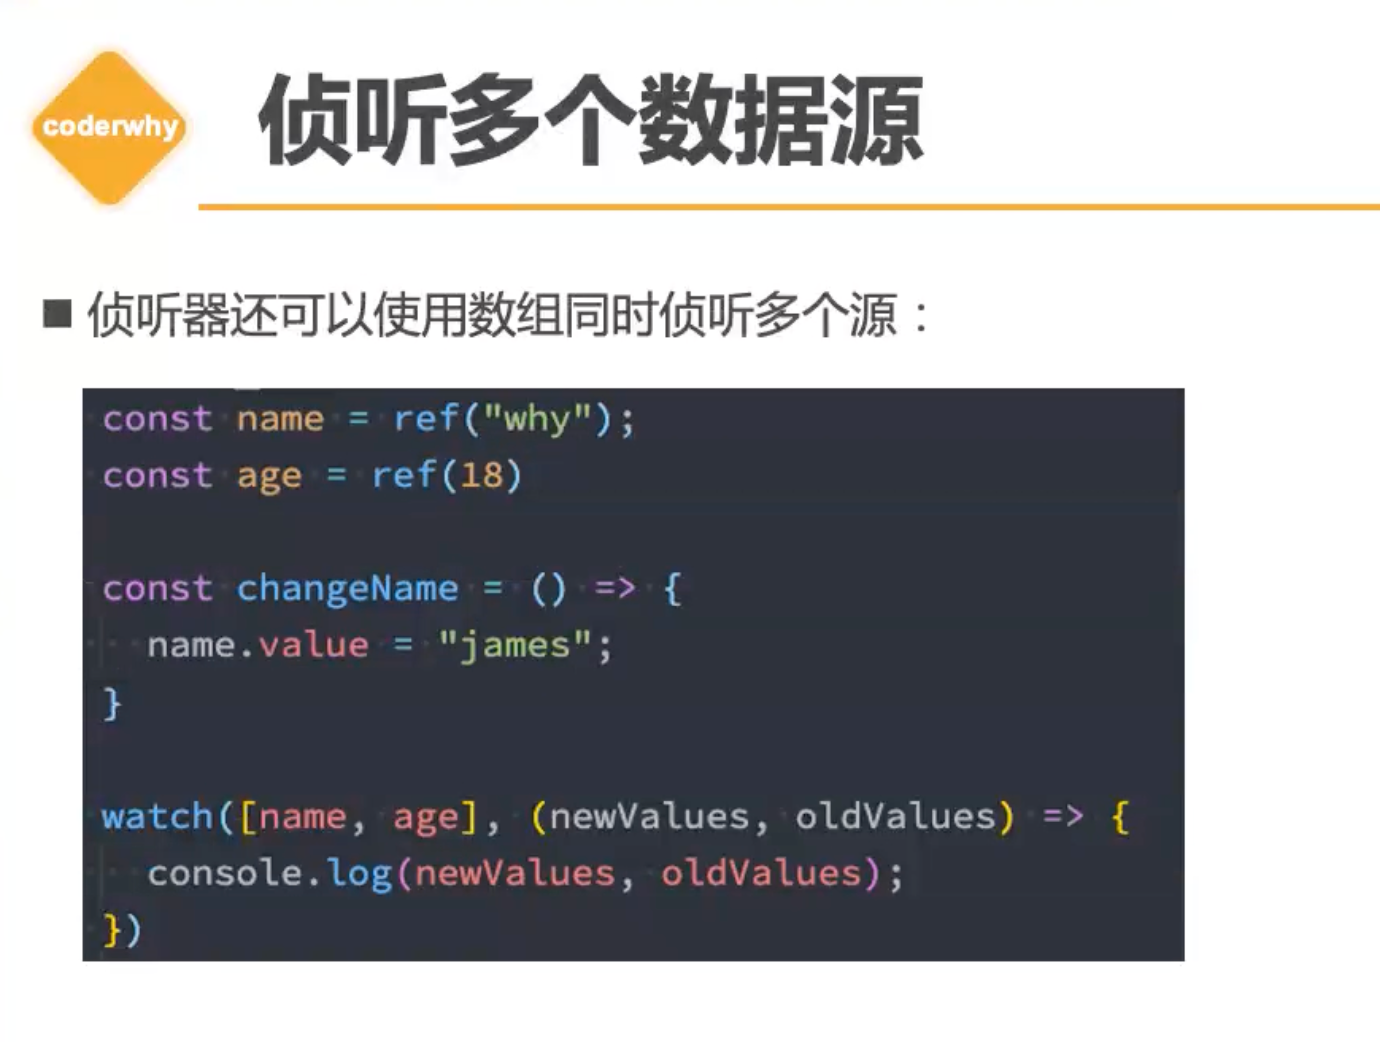 coderwhy
侦听多个数据源
■ 侦听器还可以使用数组同时侦听多个源：
const name = ref("why");
const age = ref(18)
const changeName = () => {
  name.value = "james";
}
watch([name, age], (newValues, oldValues) => {
  console.log(newValues, oldValues);
})